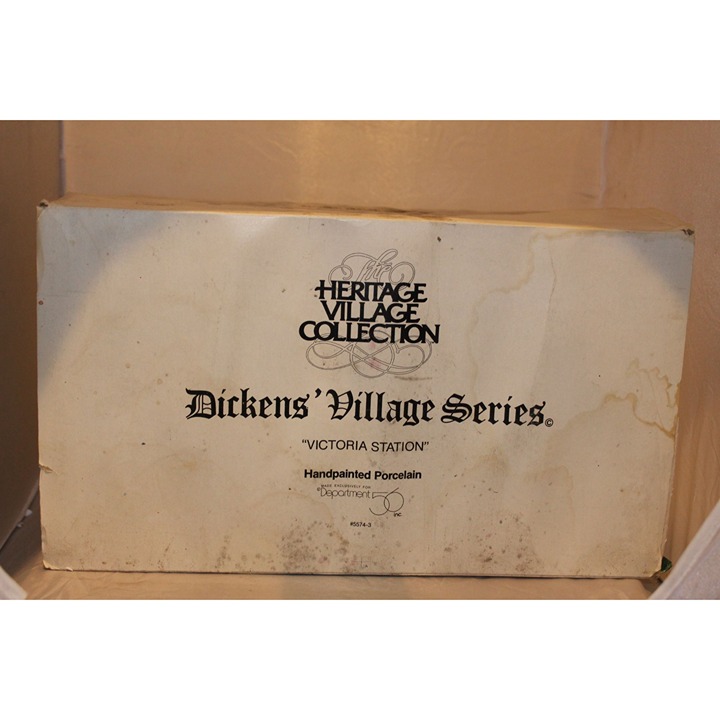 The
HERITAGE
VILLAGE
COLLECTION
Dickens' Village Series©
"VICTORIA STATION"
Handpainted Porcelain
MADE EXCLUSIVELY FOR
Department 56
inc.
#5574-3